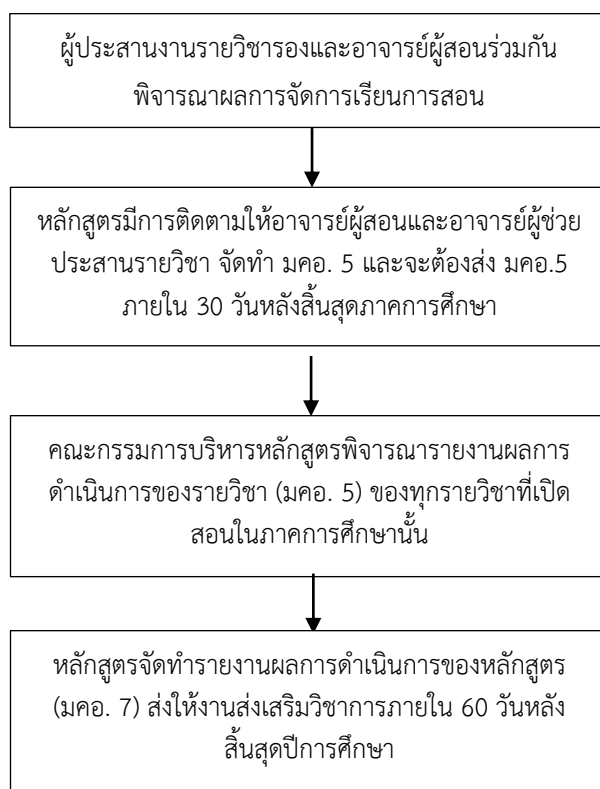 ผู้ประสานงานรายวิชารองและอาจารย์ผู้สอนร่วมกัน
พิจารณาผลการจัดการเรียนการสอน
หลักสูตรมีการติดตามให้อาจารย์ผู้สอนและอาจารย์ผู้ช่วย
ประสานรายวิชา จัดทำ มคอ. 5 และจะต้องส่ง มคอ.5
ภายใน 30 วันหลังสิ้นสุดภาคการศึกษา
คณะกรรมการบริหารหลักสูตรพิจารณารายงานผลการ
ดำเนินการของรายวิชา (มคอ. 5) ของทุกรายวิชาที่เปิด
สอนในภาคการศึกษานั้น
หลักสูตรจัดทำรายงานผลการดำเนินการของหลักสูตร
(มคอ. 7) ส่งให้งานส่งเสริมวิชาการภายใน 60 วันหลัง
สิ้นสุดปีการศึกษา